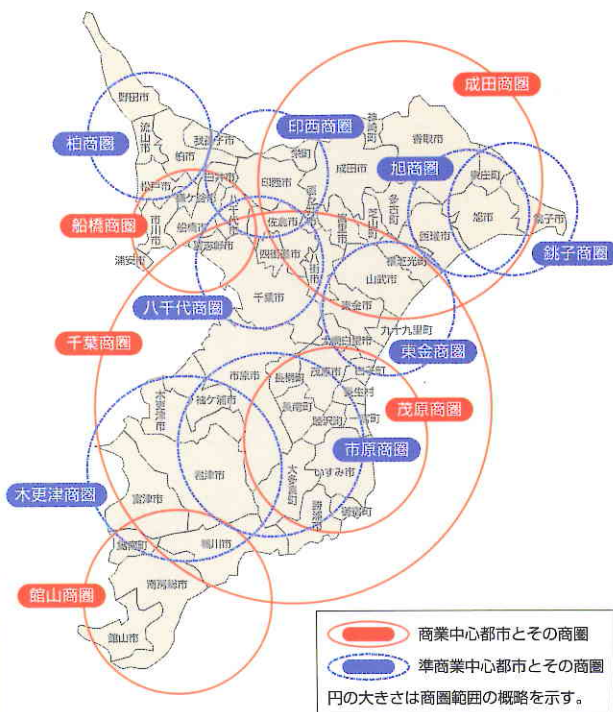 成田商圏
野田市
柏商圏
印西商圏
流山市
我孫子市
神崎町
香取市
柏市
栄町
成田市
旭商圏
松戸市
白井市
印西市
東庄町
鎌ケ谷市
多古町
銚子市
船橋商圏
八千代市
佐倉市
富里市
芝山町
匝瑳市
旭市
市川市
船橋市
習志野市
四街道市
八街市
横芝光町
銚子商圏
浦安市
山武市
八千代商圏
千葉市
東金市
千葉商圏
九十九里町
東金商圏
大網白里市
市原市
長柄町
茂原市
白子町
木更津市
袖ケ浦市
長生村
茂原商圏
長南町
睦沢町
市原商圏
君津市
いすみ市
木更津商圏
大多喜町
富津市
勝浦市
御宿町
鋸南町
鴨川市
南房総市
館山商圏
館山市
商業中心都市とその商圏
準商業中心都市とその商圏
円の大きさは商圏範囲の概略を示す。